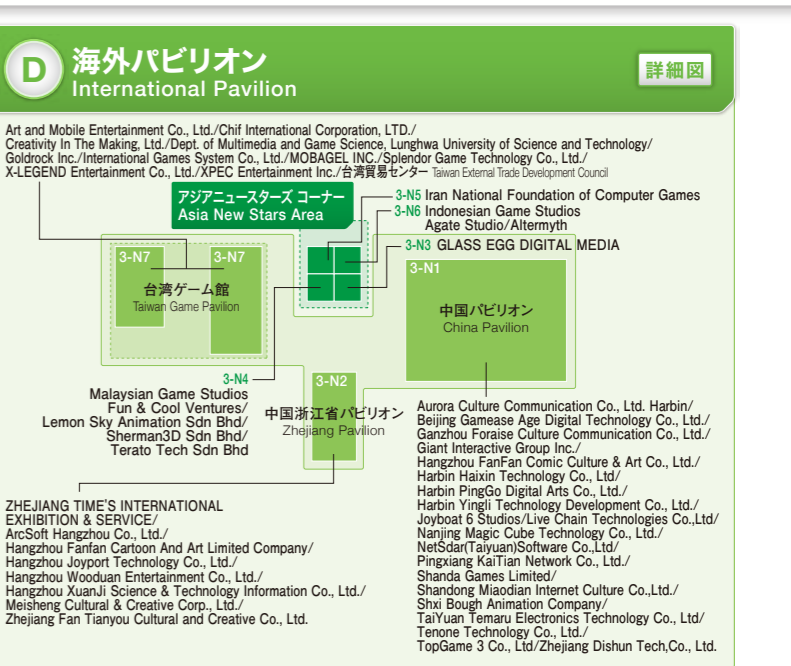 D 海外パビリオン
International Pavilion
詳細図
Art and Mobile Entertainment Co., Ltd./Chif International Corporation, LTD./
Creativity In The Making, Ltd./Dept. of Multimedia and Game Science, Lunghwa University of Science and Technology/
Goldrock Inc./International Games System Co., Ltd./MOBAGEL INC./Splendor Game Technology Co., Ltd./
X-LEGEND Entertainment Co., Ltd./XPEC Entertainment Inc./台湾貿易センター Taiwan External Trade Development Council
アジアニュースターズ コーナー
Asia New Stars Area
3-N5 Iran National Foundation of Computer Games
3-N6 Indonesian Game Studios
Agate Studio/Altermyth
3-N3 GLASS EGG DIGITAL MEDIA
3-N7
3-N7
台湾ゲーム館
Taiwan Game Pavilion
3-N1
中国パビリオン
China Pavilion
3-N4
Malaysian Game Studios
Fun & Cool Ventures/
Lemon Sky Animation Sdn Bhd/
Sherman3D Sdn Bhd/
Terato Tech Sdn Bhd
3-N2
中国浙江省パビリオン
Zhejiang Pavilion
ZHEJIANG TIME'S INTERNATIONAL
EXHIBITION & SERVICE/
ArcSoft Hangzhou Co., Ltd./
Hangzhou Fanfan Cartoon And Art Limited Company/
Hangzhou Joyport Technology Co., Ltd./
Hangzhou Wooduan Entertainment Co., Ltd./
Hangzhou XuanJi Science & Technology Information Co., Ltd./
Meisheng Cultural & Creative Corp., Ltd./
Zhejiang Fan Tianyou Cultural and Creative Co., Ltd.
Aurora Culture Communication Co., Ltd. Harbin/
Beijing Gamease Age Digital Technology Co., Ltd./
Ganzhou Foraise Culture Communication Co., Ltd./
Giant Interactive Group Inc./
Hangzhou FanFan Comic Culture & Art Co., Ltd./
Harbin Haixin Technology Co., Ltd/
Harbin PingGo Digital Arts Co., Ltd./
Harbin Yingli Technology Development Co., Ltd./
Joyboat 6 Studios/Live Chain Technologies Co.,Ltd/
Nanjing Magic Cube Technology Co., Ltd./
NetSdar(Taiyuan)Software Co.,Ltd/
Pingxiang KaiTian Network Co., Ltd./
Shanda Games Limited/
Shandong Miaodian Internet Culture Co.,Ltd./
Shxi Bough Animation Company/
TaiYuan Temaru Electronics Technology Co., Ltd/
Tenone Technology Co., Ltd./
TopGame 3 Co., Ltd/Zhejiang Dishun Tech,Co., Ltd.